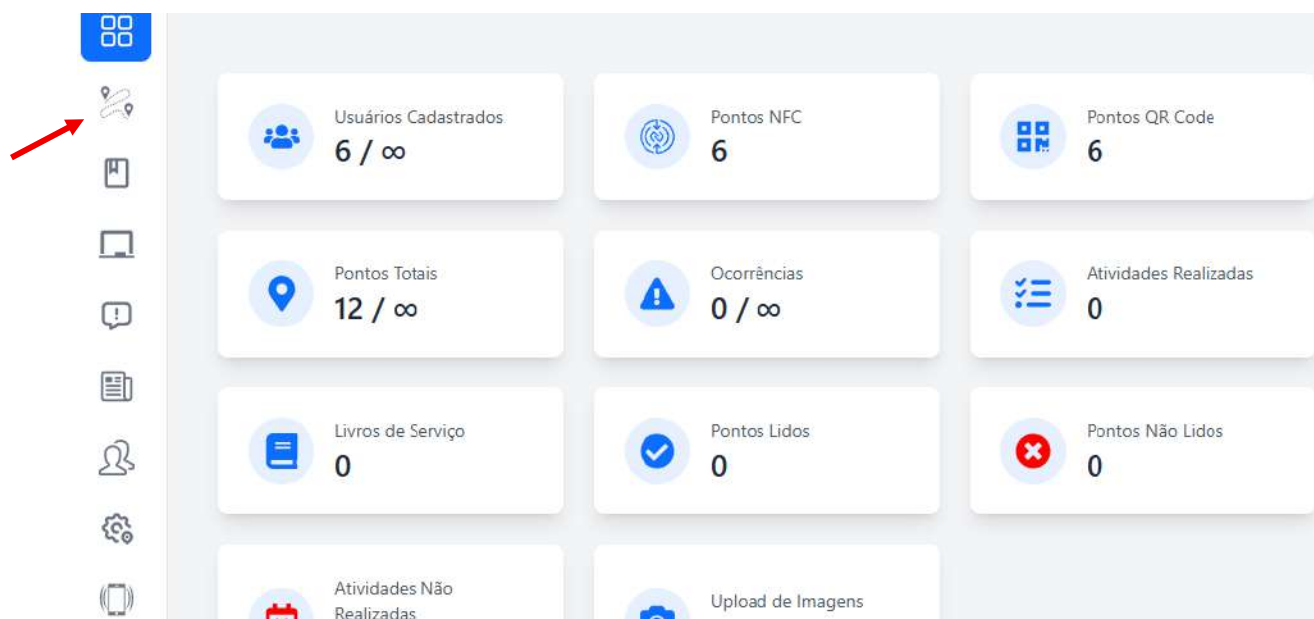 Usuários Cadastrados
6 / ∞
Pontos NFC
6
Pontos QR Code
6
Pontos Totais
12 / ∞
Ocorrências
0 / ∞
Atividades Realizadas
0
Livros de Serviço
0
Pontos Lidos
0
Pontos Não Lidos
0
Atividades Não
Realizadas
Upload de Imagens